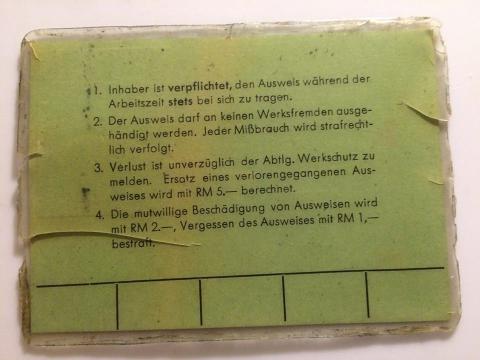 1. Inhaber ist verpflichtet, den Ausweis während der
Arbeitszeit stets bei sich zu tragen.
2. Der Ausweis darf an keinen Werksfremden ausge-
händigt werden. Jeder Mißbrauch wird strafrecht-
lich verfolgt.
3. Verlust ist unverzüglich der Abtlg. Werkschutz zu
melden. Ersatz eines verlorengegangenen Aus-
weises wird mit RM 5.— berechnet.
4. Die mutwillige Beschädigung von Ausweisen wird
mit RM 2.—, Vergessen des Ausweises mit RM 1,—
bestraft.